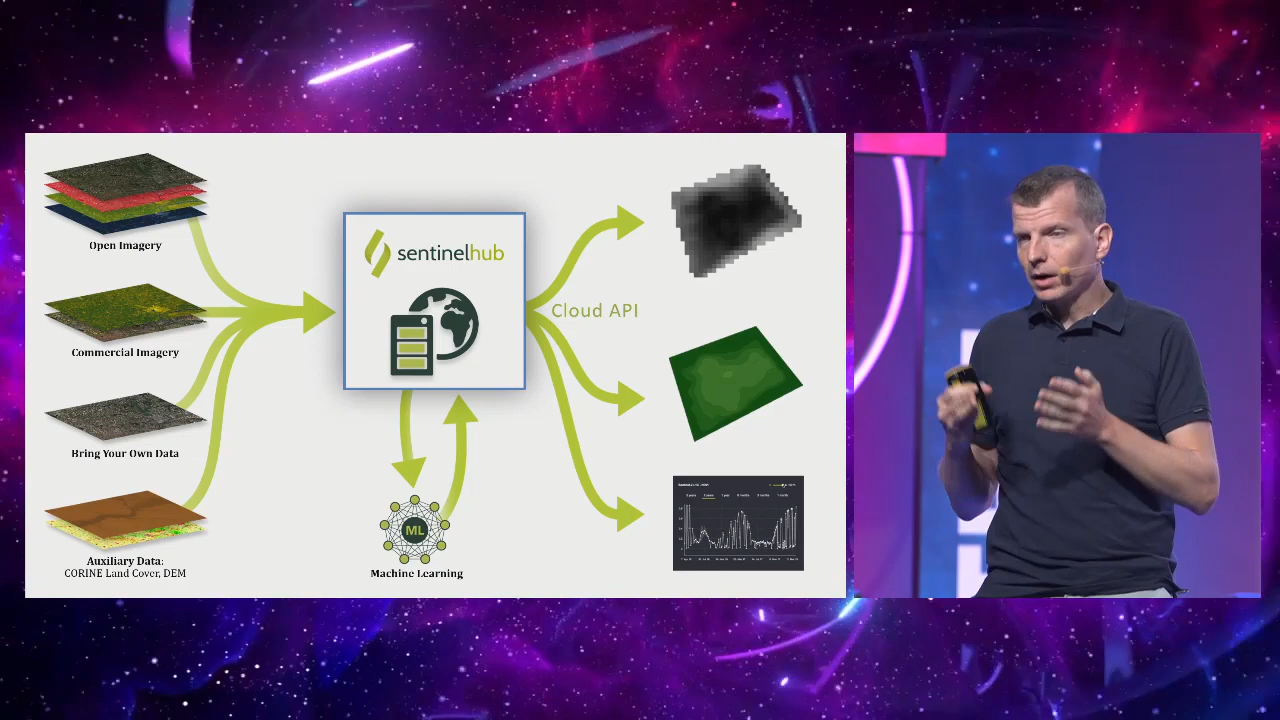 Open Imagery
Commercial Imagery
Bring Your Own Data
Auxiliary Data:
CORINE Land Cover, DEM
sentinelhub
ML
Machine Learning
Cloud API